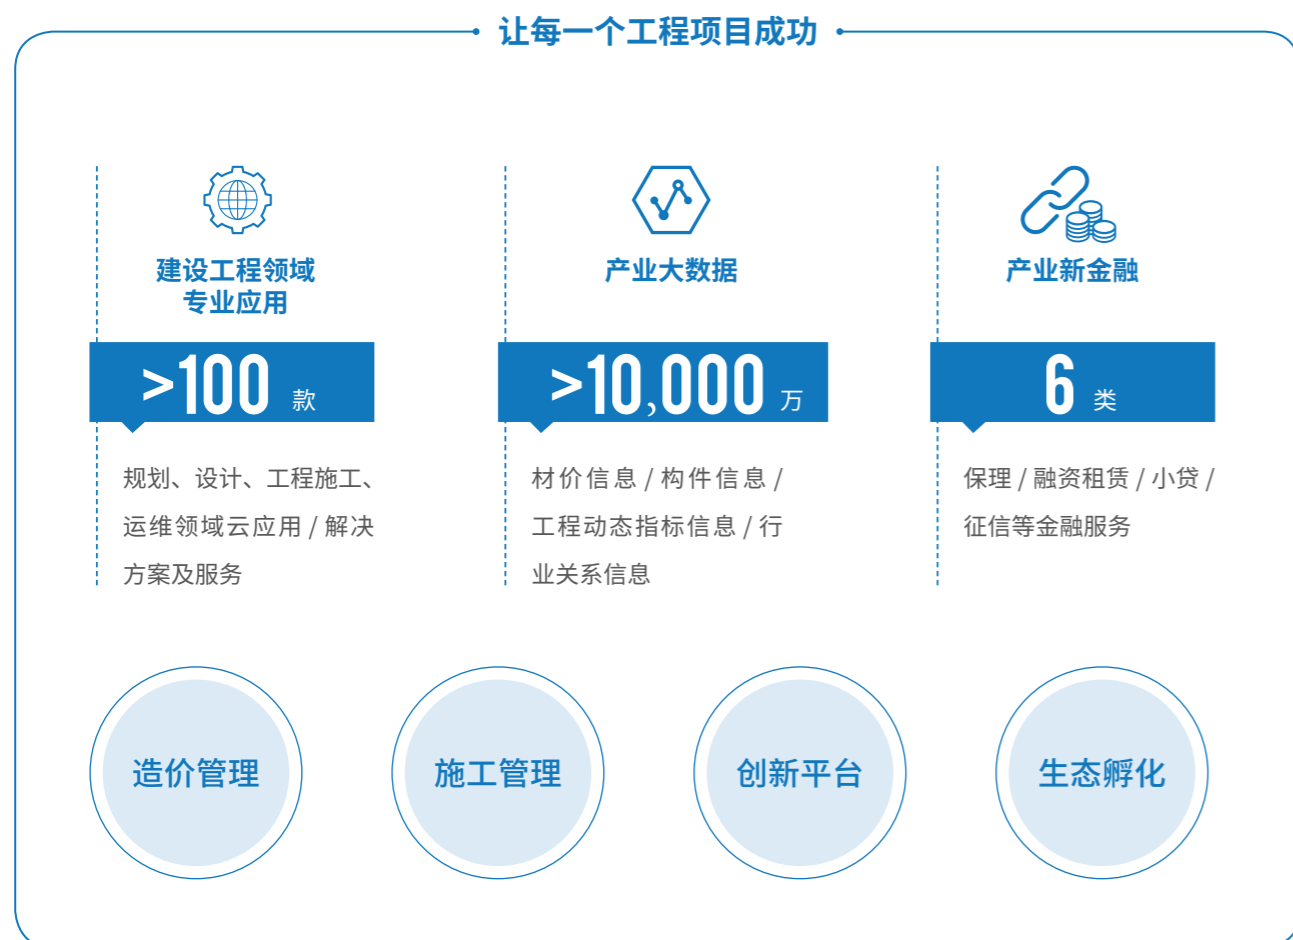 让每一个工程项目成功
建设工程领域
专业应用
>100 款
规划、设计、工程施工、
运维领域云应用 / 解决
方案及服务
产业大数据
>10,000 万
材价信息 / 构件信息 /
工程动态指标信息 / 行
业关系信息
产业新金融
6 类
保理 / 融资租赁 / 小贷 /
征信等金融服务
造价管理
施工管理
创新平台
生态孵化